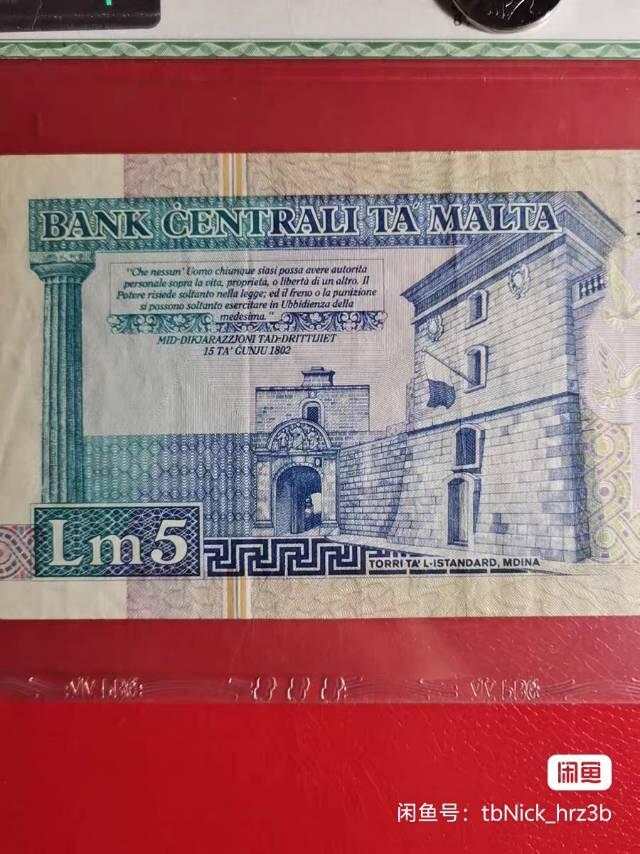 BANK ĊENTRALI TA' MALTA
"Che nessun' Uomo chiunque siasi possa avere autorita
personale sopra la vita, proprieta, o libertà di un altro. Il
Potere risiede soltanto nella legge; ed il freno o la punizione
si possono soltanto esercitare in Ubbidienza della
medesima."
MID-DIKJARAZZJONI TAD-DRITTIJIET
15 TA' ĠUNJU 1802
Lm5
TORRI TA' L-ISTANDARD, MDINA
闲鱼
闲鱼号：tbNick_hrz3b